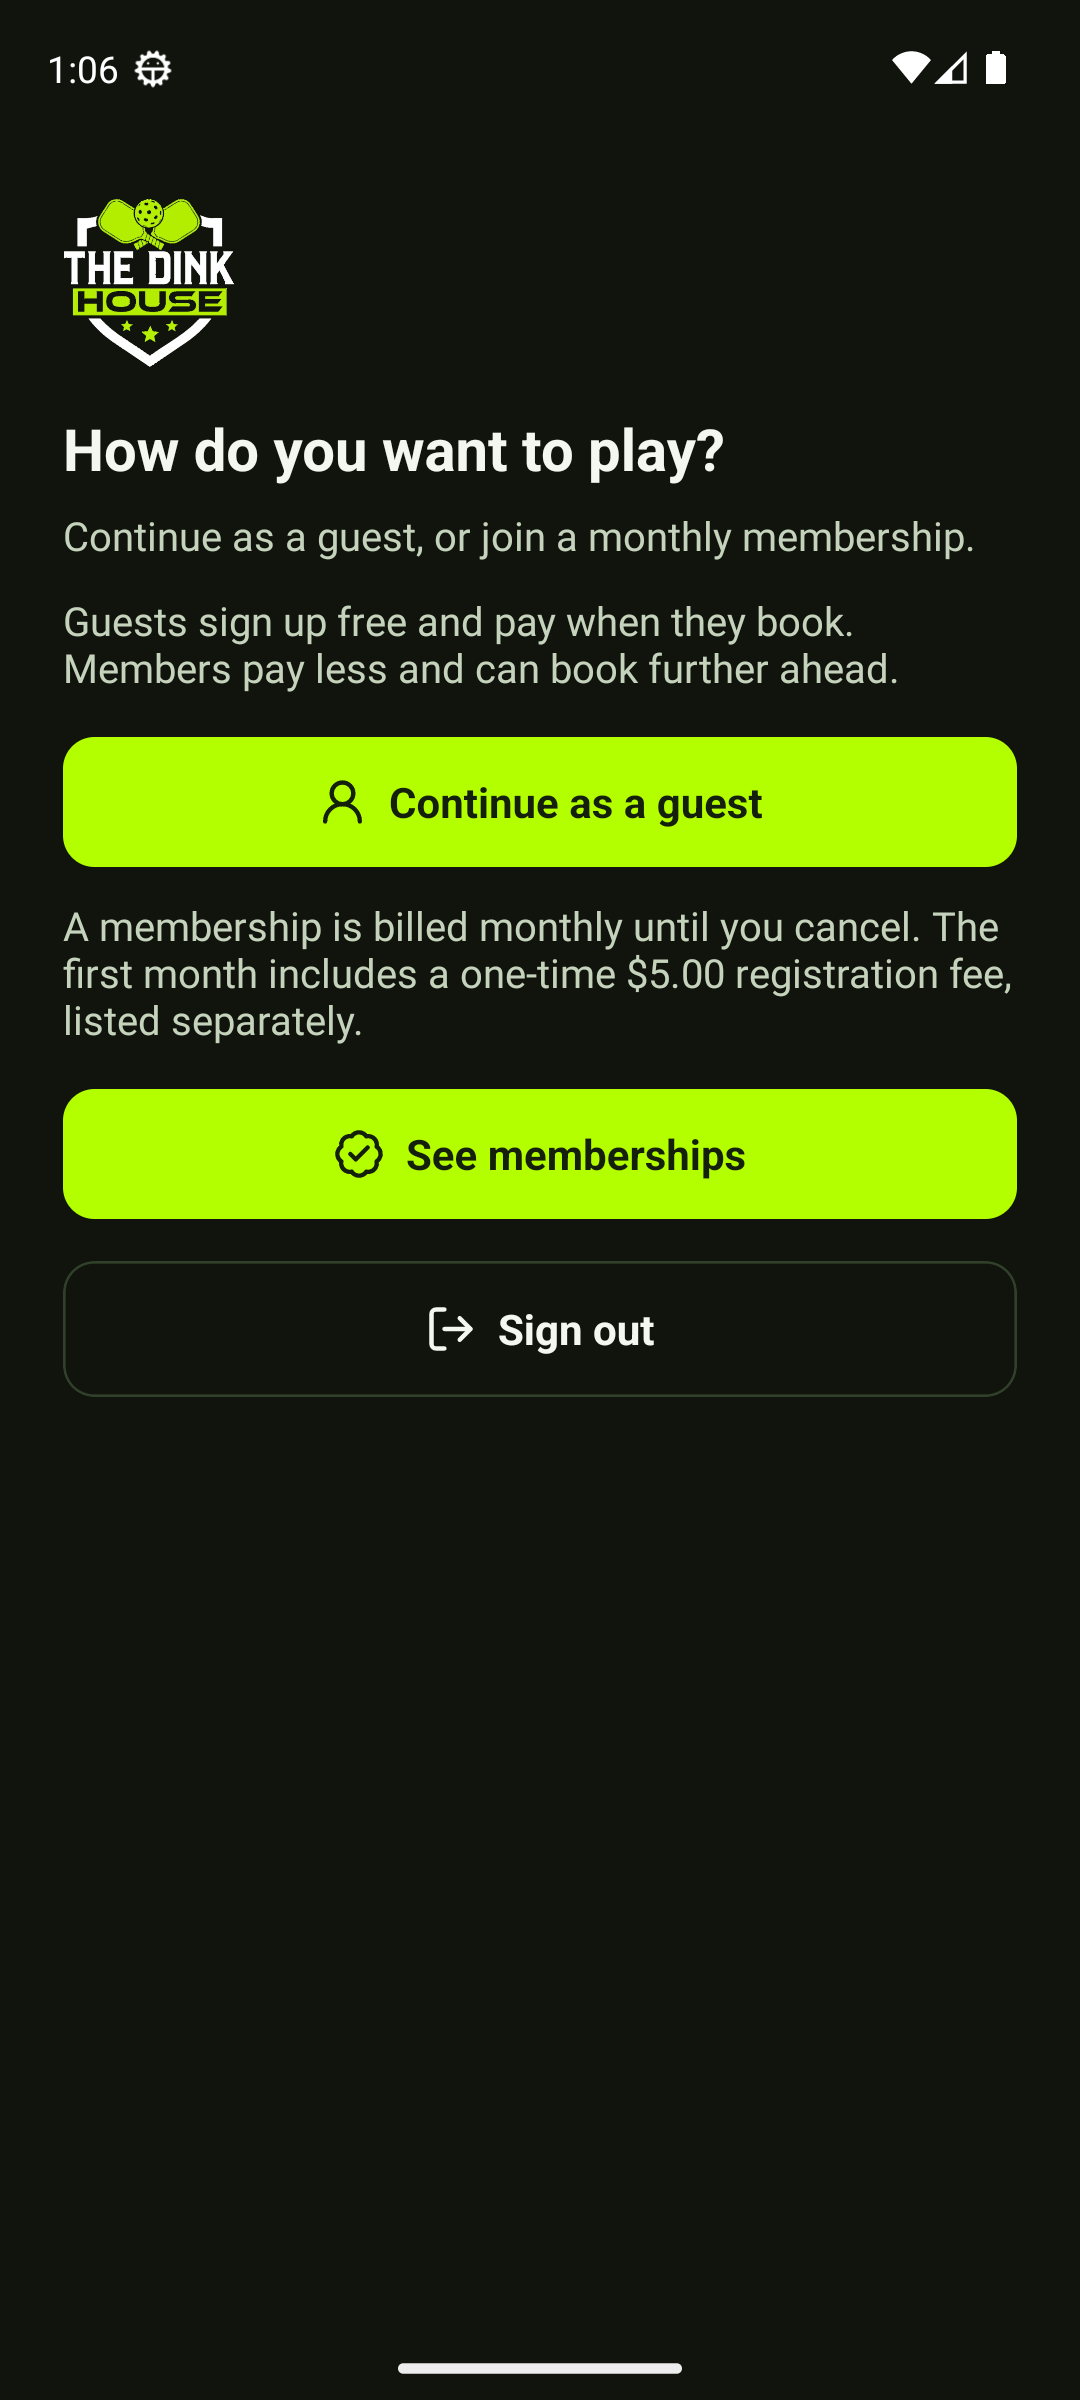 1:06
THE DINK
HOUSE
How do you want to play?
Continue as a guest, or join a monthly membership.
Guests sign up free and pay when they book.
Members pay less and can book further ahead.
Continue as a guest
A membership is billed monthly until you cancel. The
first month includes a one-time $5.00 registration fee,
listed separately.
See memberships
Sign out